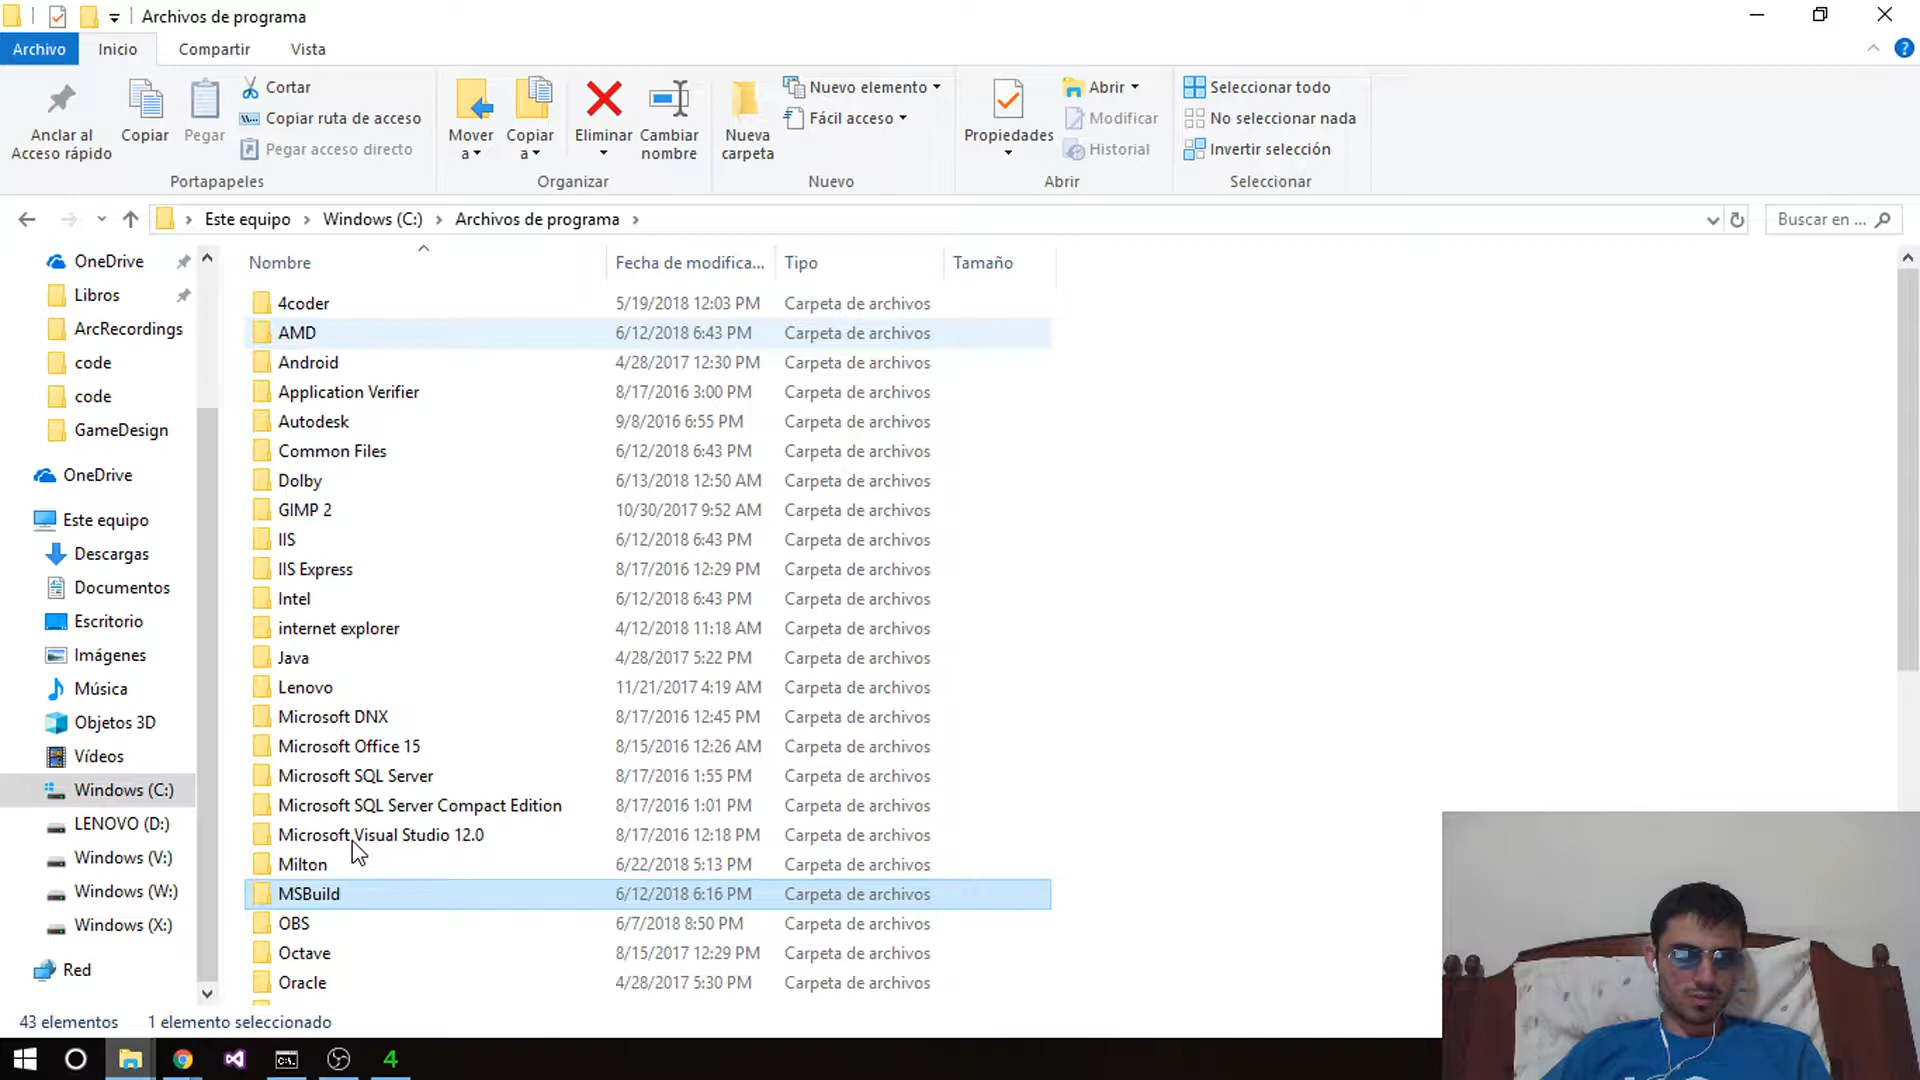 Archivos de programa
Archivo Inicio Compartir Vista
Anclar al Acceso rápido
Copiar
Pegar
Cortar
Copiar ruta de acceso
Pegar acceso directo
Portapapeles
Mover a
Copiar a
Eliminar
Cambiar nombre
Organizar
Nueva carpeta
Nuevo elemento
Fácil acceso
Nuevo
Propiedades
Abrir
Modificar
Historial
Abrir
Seleccionar todo
No seleccionar nada
Invertir selección
Seleccionar
Este equipo > Windows (C:) > Archivos de programa >
Buscar en ...
OneDrive
Libros
ArcRecordings
code
code
GameDesign
OneDrive
Este equipo
Descargas
Documentos
Escritorio
Imágenes
Música
Objetos 3D
Vídeos
Windows (C:)
LENOVO (D:)
Windows (V:)
Windows (W:)
Windows (X:)
Red
Nombre Fecha de modifica... Tipo Tamaño
4coder 5/19/2018 12:03 PM Carpeta de archivos
AMD 6/12/2018 6:43 PM Carpeta de archivos
Android 4/28/2017 12:30 PM Carpeta de archivos
Application Verifier 8/17/2016 3:00 PM Carpeta de archivos
Autodesk 9/8/2016 6:55 PM Carpeta de archivos
Common Files 6/12/2018 6:43 PM Carpeta de archivos
Dolby 6/13/2018 12:50 AM Carpeta de archivos
GIMP 2 10/30/2017 9:52 AM Carpeta de archivos
IIS 6/12/2018 6:43 PM Carpeta de archivos
IIS Express 8/17/2016 12:29 PM Carpeta de archivos
Intel 6/12/2018 6:43 PM Carpeta de archivos
internet explorer 4/12/2018 11:18 AM Carpeta de archivos
Java 4/28/2017 5:22 PM Carpeta de archivos
Lenovo 11/21/2017 4:19 AM Carpeta de archivos
Microsoft DNX 8/17/2016 12:45 PM Carpeta de archivos
Microsoft Office 15 8/15/2016 12:26 AM Carpeta de archivos
Microsoft SQL Server 8/17/2016 1:55 PM Carpeta de archivos
Microsoft SQL Server Compact Edition 8/17/2016 1:01 PM Carpeta de archivos
Microsoft Visual Studio 12.0 8/17/2016 12:18 PM Carpeta de archivos
Milton 6/22/2018 5:13 PM Carpeta de archivos
MSBuild 6/12/2018 6:16 PM Carpeta de archivos
OBS 6/7/2018 8:50 PM Carpeta de archivos
Octave 8/15/2017 12:29 PM Carpeta de archivos
Oracle 4/28/2017 5:30 PM Carpeta de archivos
43 elementos 1 elemento seleccionado
4